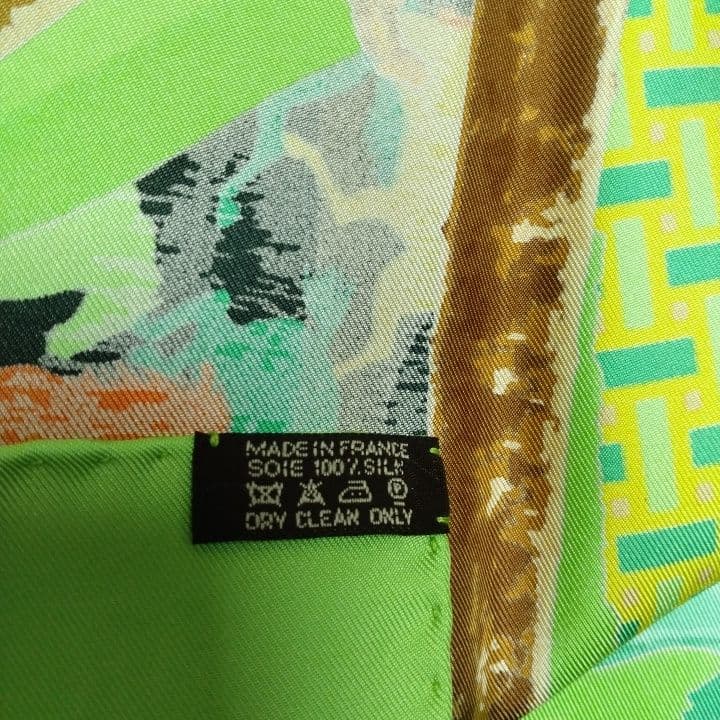 MADE IN FRANCE
SOIE 100% SILK
P
DRY CLEAN ONLY